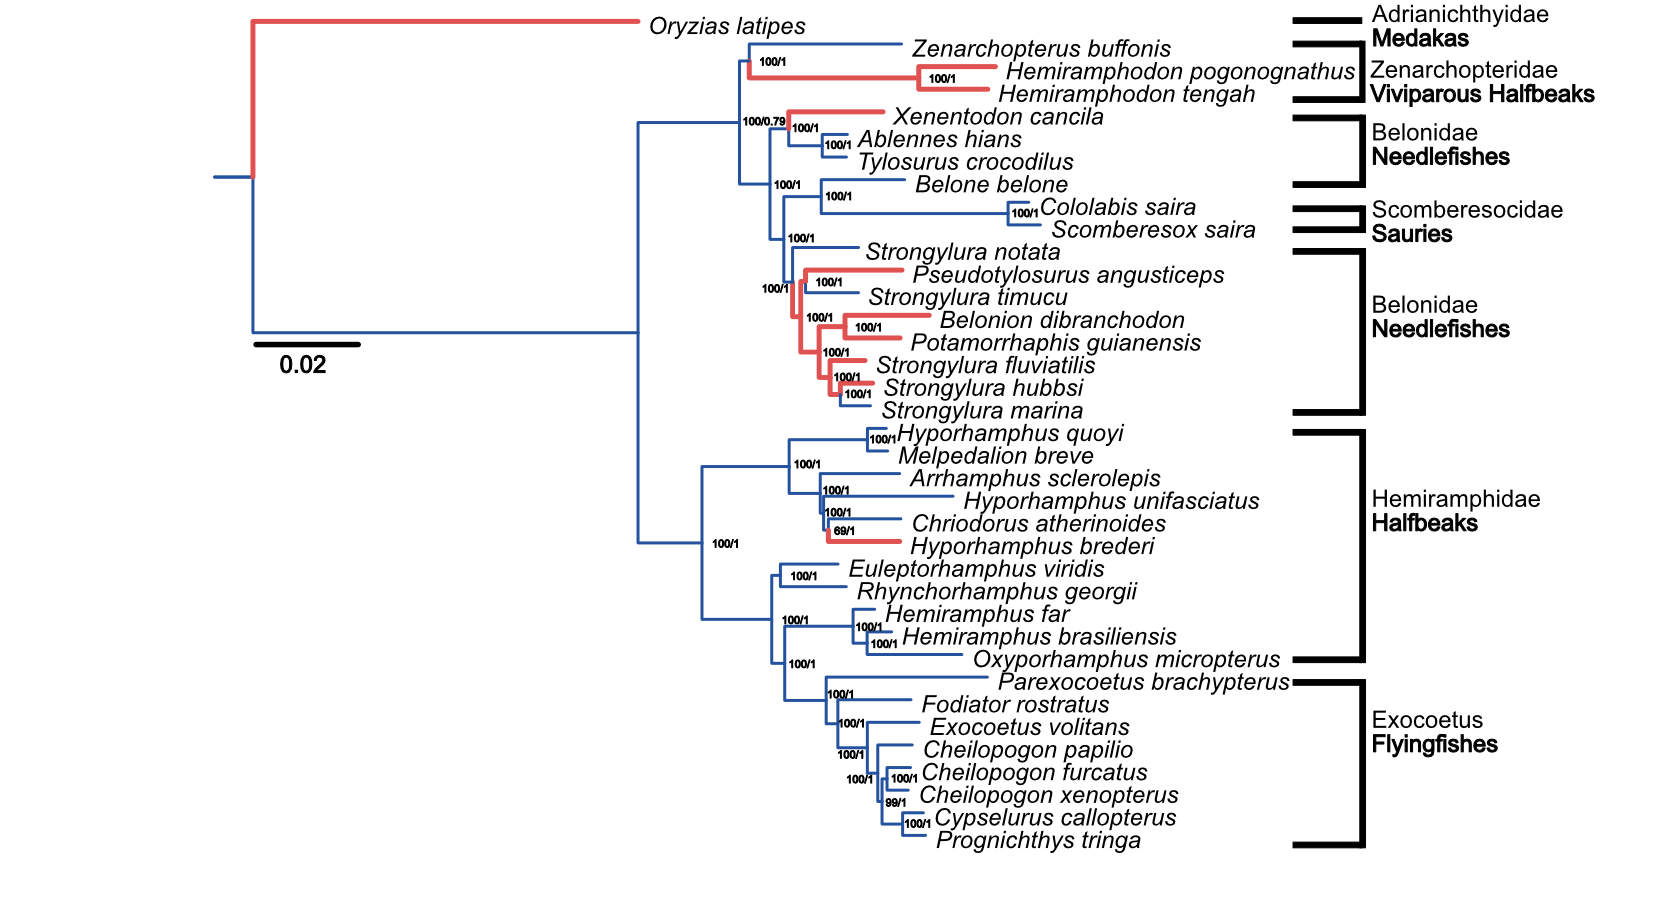 Oryzias latipes
Adrianichthyidae
Medakas
100/1
Zenarchopterus buffonis
100/1
Hemiramphodon pogonognathus
Hemiramphodon tengah
Zenarchopteridae
Viviparous Halfbeaks
100/0.79
100/1
Xenentodon cancila
100/1
Ablennes hians
Tylosurus crocodilus
Belonidae
Needlefishes
100/1
100/1
Belone belone
100/1
Cololabis saira
Scomberesox saira
Scomberesocidae
Sauries
100/1
Strongylura notata
100/1
100/1
Pseudotylosurus angusticeps
Strongylura timucu
100/1
100/1
Belonion dibranchodon
Potamorrhaphis guianensis
100/1
Strongylura fluviatilis
100/1
100/1
Strongylura hubbsi
Strongylura marina
Belonidae
Needlefishes
0.02
100/1
100/1
100/1
Hyporhamphus quoyi
Melpedalion breve
100/1
Arrhamphus sclerolepis
100/1
Hyporhamphus unifasciatus
69/1
Chriodorus atherinoides
Hyporhamphus brederi
Hemiramphidae
Halfbeaks
100/1
100/1
Euleptorhamphus viridis
Rhynchorhamphus georgii
100/1
100/1
Hemiramphus far
100/1
Hemiramphus brasiliensis
Oxyporhamphus micropterus
100/1
Parexocoetus brachypterus
100/1
Fodiator rostratus
100/1
Exocoetus volitans
100/1
Cheilopogon papilio
100/1
Cheilopogon furcatus
Cheilopogon xenopterus
99/1
100/1
Cypselurus callopterus
Prognichthys tringa
Exocoetus
Flyingfishes